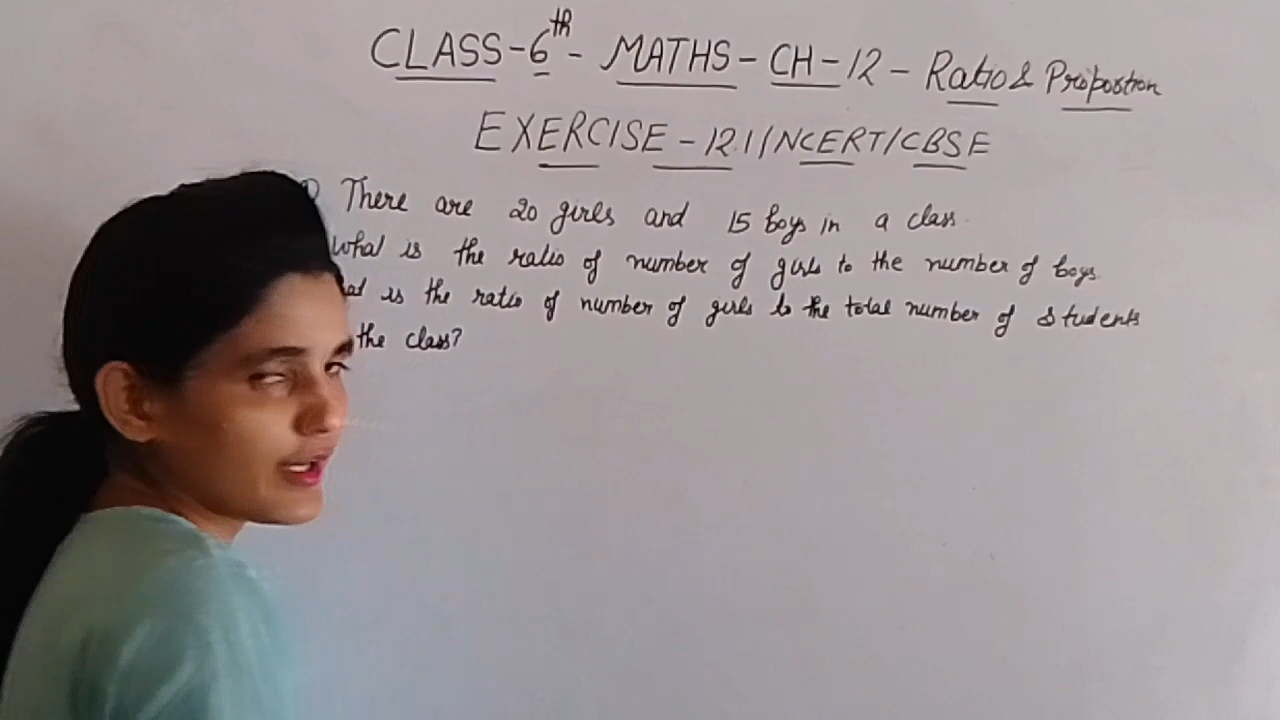 CLASS-6th- MATHS - CH-12 - Ratio & Proportion
EXERCISE - 12.1/NCERT/CBSE
There are 20 girls and 15 boys in a class.
What is the ratio of number of girls to the number of boys.
is the ratio of number of girls to the total number of students
the class?